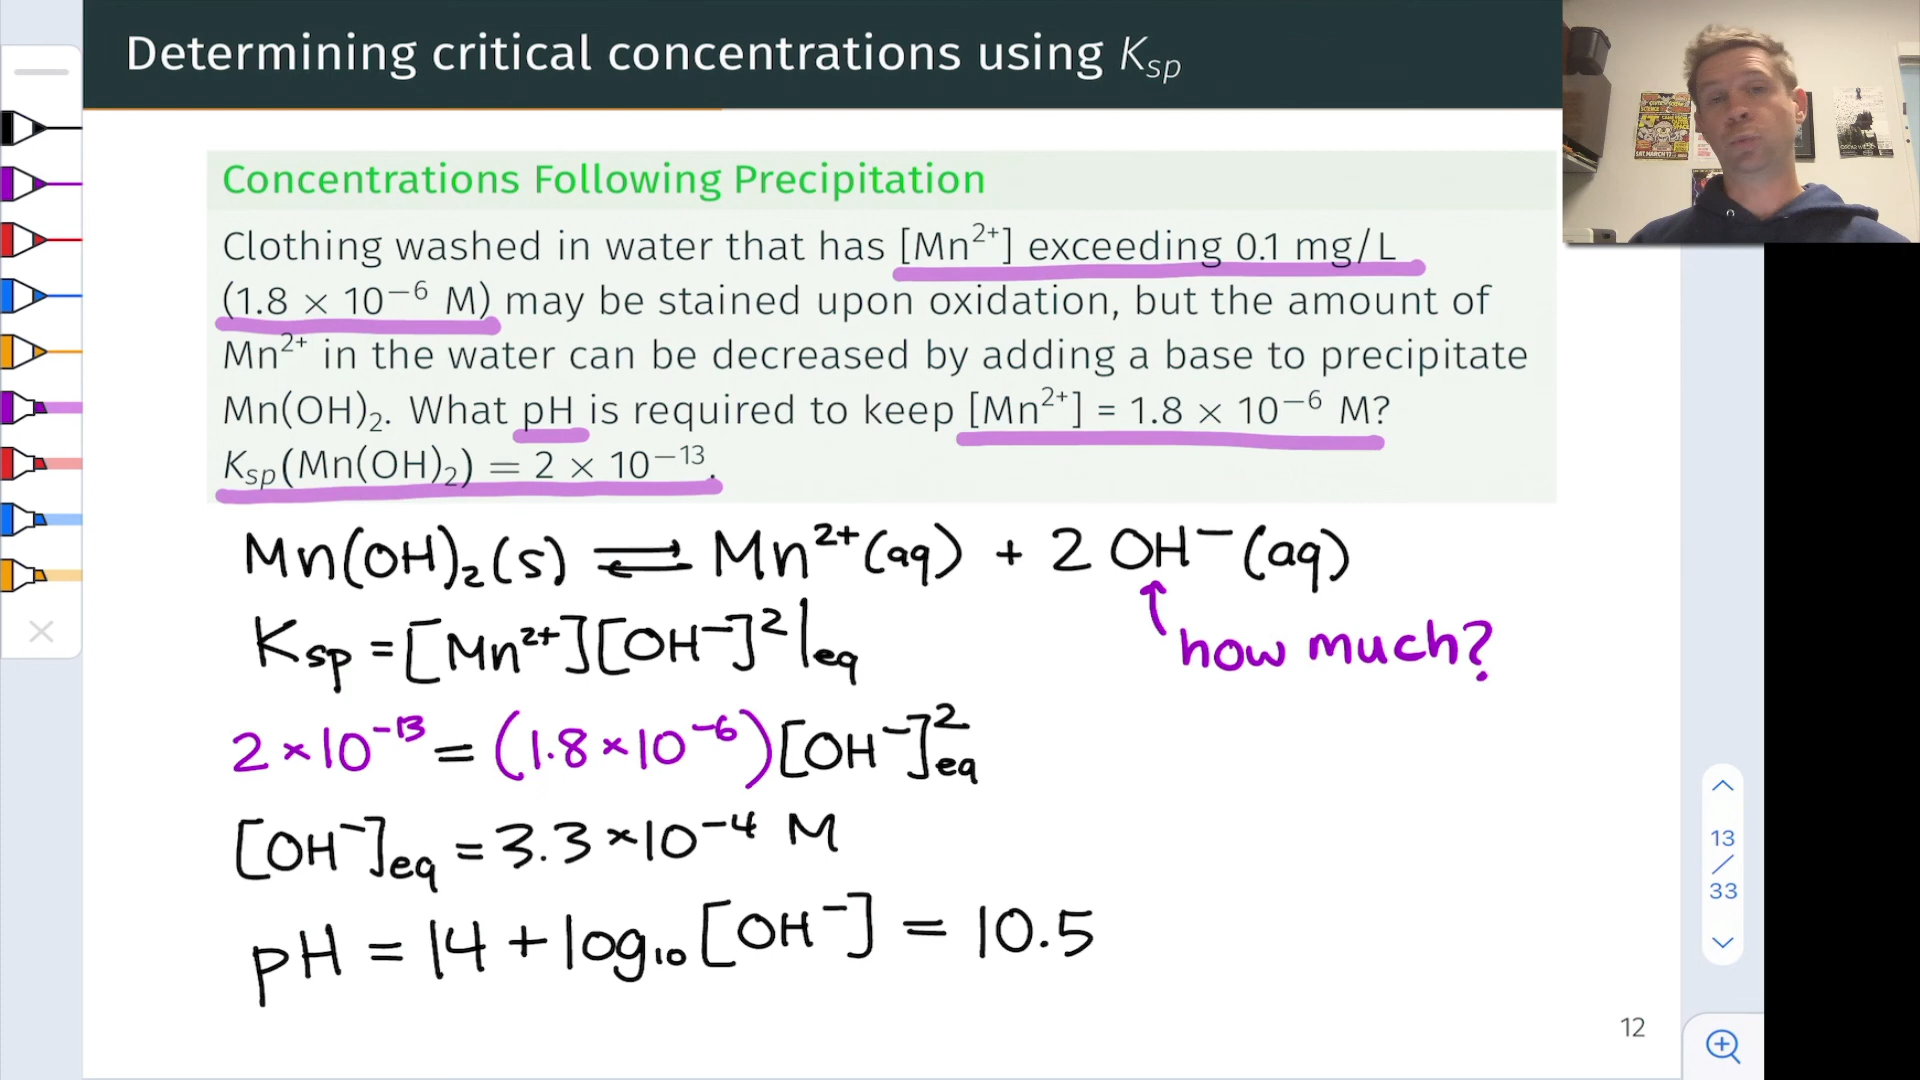 Determining critical concentrations using Kₛₚ
Concentrations Following Precipitation
Clothing washed in water that has [Mn²⁺] exceeding 0.1 mg/L
(1.8 × 10⁻⁶ M) may be stained upon oxidation, but the amount of
Mn²⁺ in the water can be decreased by adding a base to precipitate
Mn(OH)₂. What pH is required to keep [Mn²⁺] = 1.8 × 10⁻⁶ M?
Kₛₚ(Mn(OH)₂) = 2 × 10⁻¹³.
Mn(OH)₂(s) ⇌ Mn²⁺(aq) + 2 OH⁻(aq)
how much?
Ksp = [Mn²⁺][OH⁻]²|eq
2 × 10⁻¹³ = (1.8 × 10⁻⁶)[OH⁻]²eq
[OH⁻]eq = 3.3 × 10⁻⁴ M
pH = 14 + log₁₀[OH⁻] = 10.5
13
/
33
12